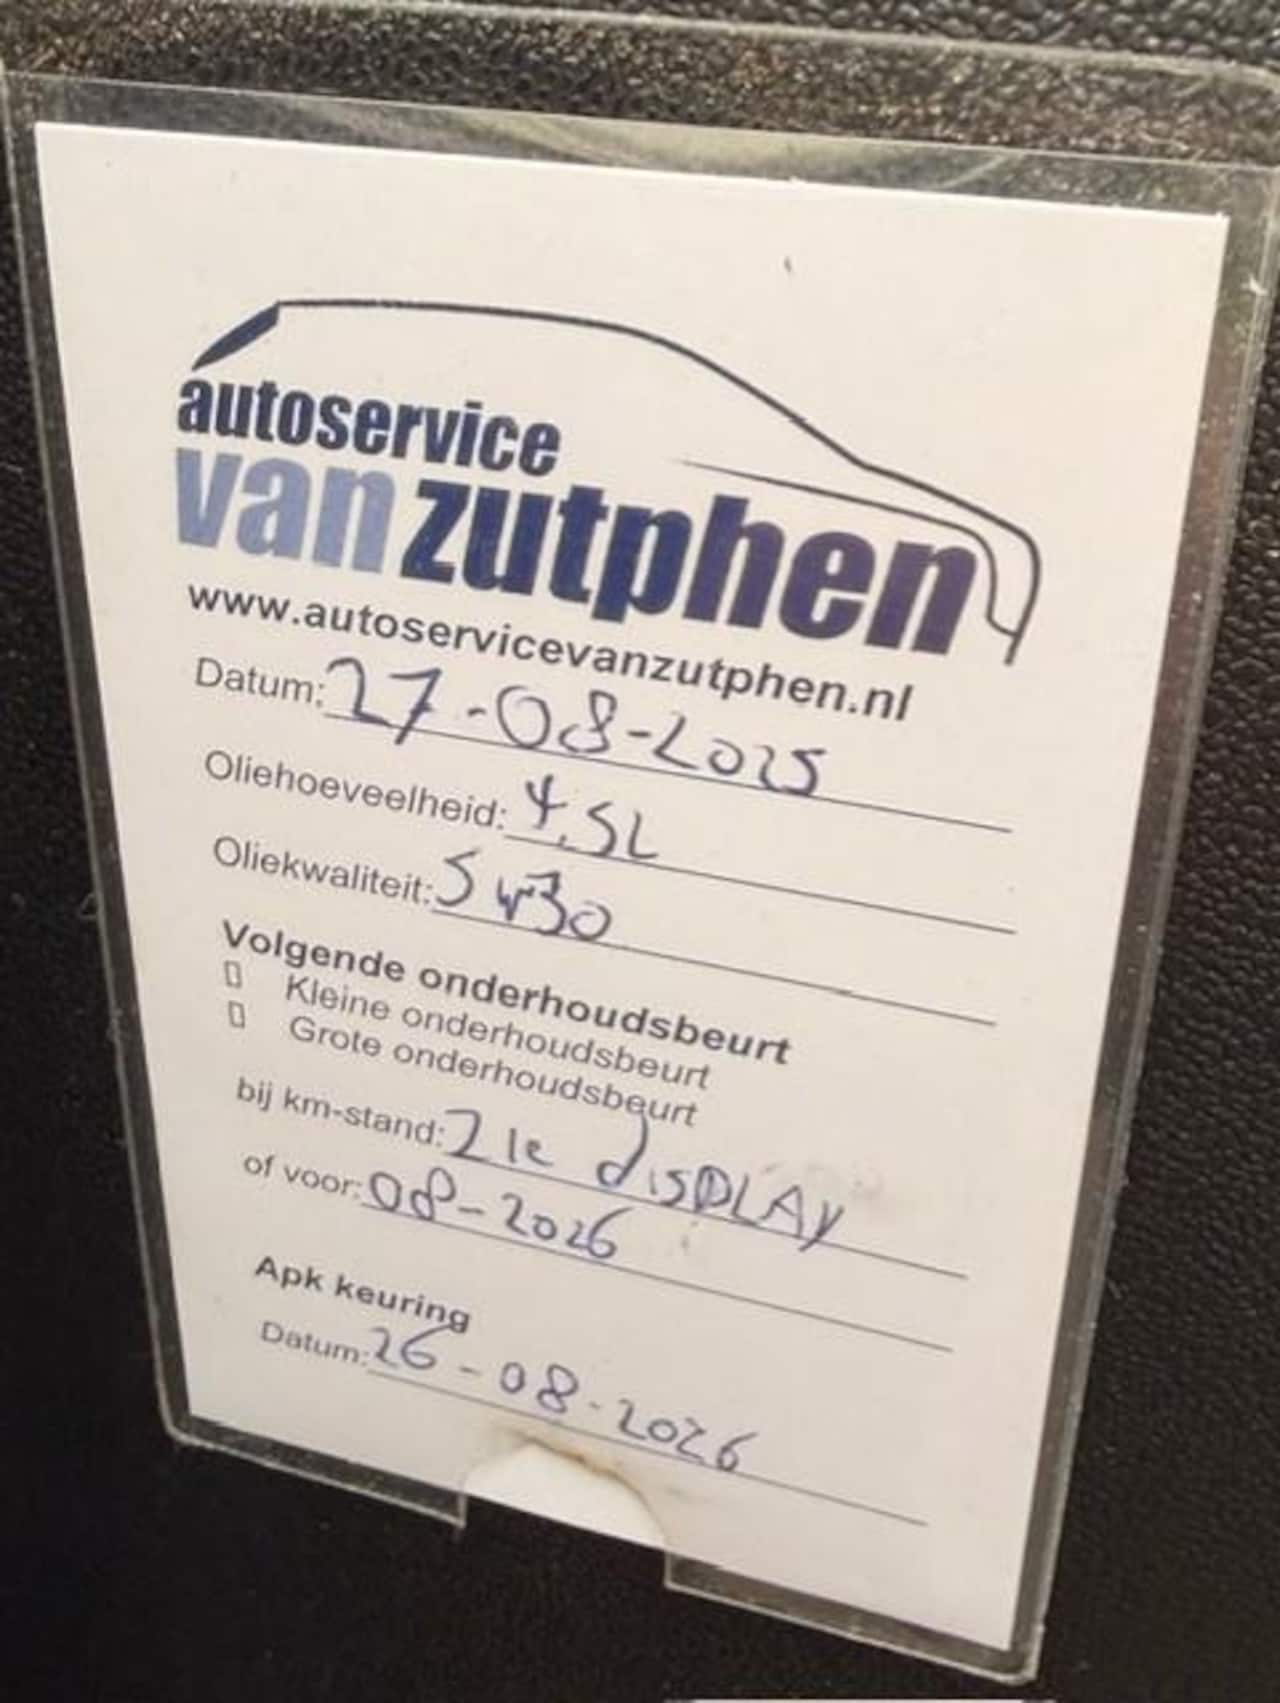 autoservice
vanzutphen
www.autoservicevanzutphen.nl
Datum: 27-08-2025
Oliehoeveelheid: 4,5L
Oliekwaliteit: 5w30
Volgende onderhoudsbeurt
Kleine onderhoudsbeurt
Grote onderhoudsbeurt
bij km-stand: Zie DiSPLAY
of voor: 08-2026
Apk keuring
Datum: 26-08-2026